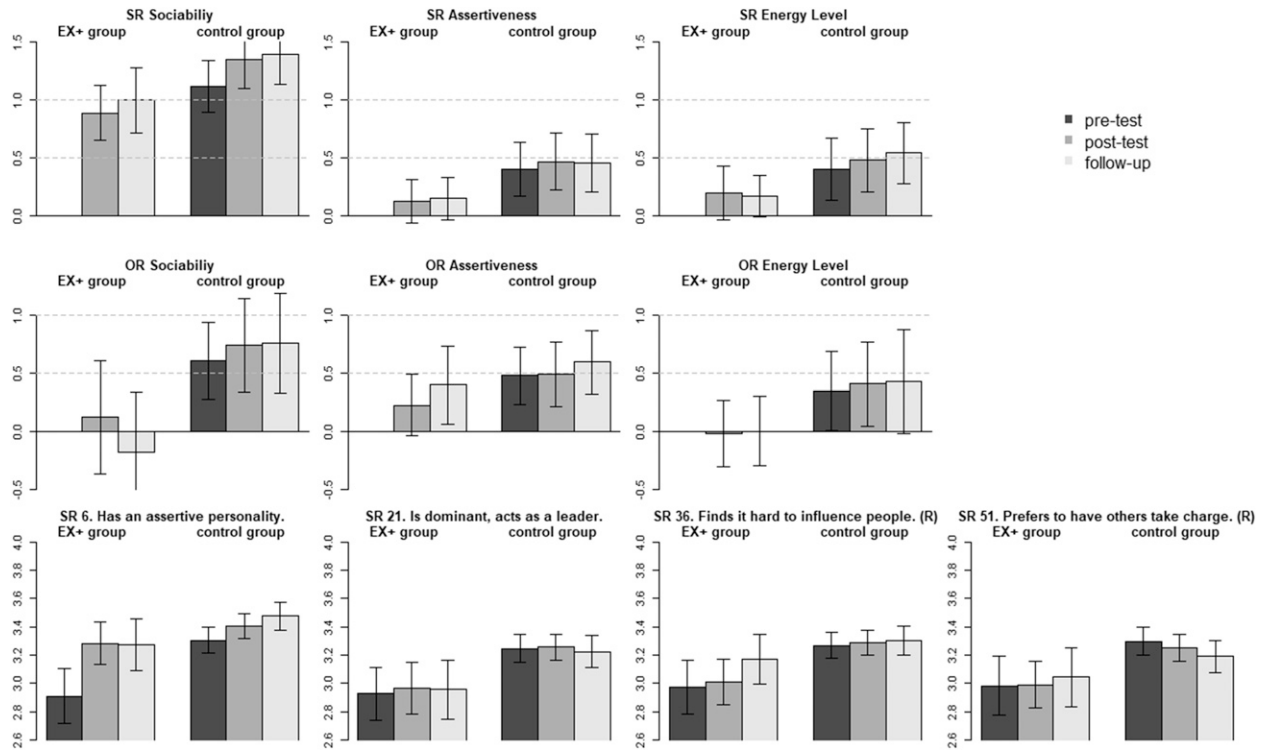 SR Sociabiliy
EX+ group control group
1.5
1.0
0.5
0.0
SR Assertiveness
EX+ group control group
1.5
1.0
0.5
0.0
SR Energy Level
EX+ group control group
1.5
1.0
0.5
0.0
pre-test
post-test
follow-up
OR Sociabiliy
EX+ group control group
1.0
0.5
0.0
-0.5
OR Assertiveness
EX+ group control group
1.0
0.5
0.0
-0.5
OR Energy Level
EX+ group control group
1.0
0.5
0.0
-0.5
SR 6. Has an assertive personality.
EX+ group control group
4.0
3.8
3.6
3.4
3.2
3.0
2.8
2.6
SR 21. Is dominant, acts as a leader.
EX+ group control group
4.0
3.8
3.6
3.4
3.2
3.0
2.8
2.6
SR 36. Finds it hard to influence people. (R)
EX+ group control group
4.0
3.8
3.6
3.4
3.2
3.0
2.8
2.6
SR 51. Prefers to have others take charge. (R)
EX+ group control group
4.0
3.8
3.6
3.4
3.2
3.0
2.8
2.6